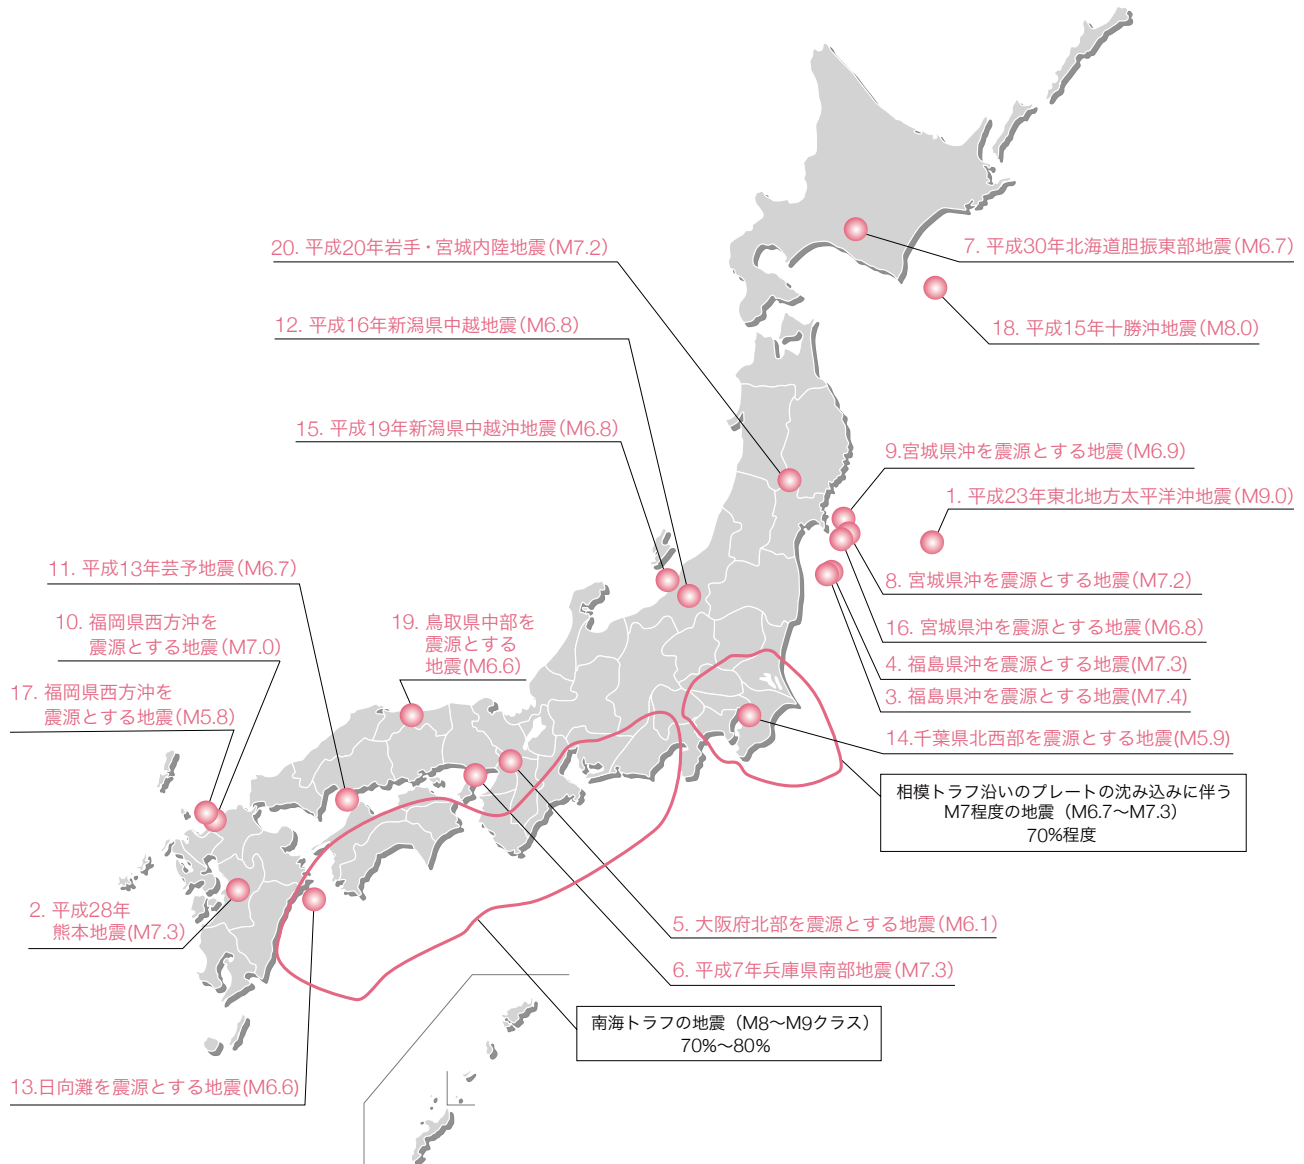 20. 平成20年岩手・宮城内陸地震(M7.2)
7. 平成30年北海道胆振東部地震(M6.7)
12. 平成16年新潟県中越地震(M6.8)
18. 平成15年十勝沖地震(M8.0)
15. 平成19年新潟県中越沖地震(M6.8)
9.宮城県沖を震源とする地震(M6.9)
1. 平成23年東北地方太平洋沖地震(M9.0)
11. 平成13年芸予地震(M6.7)
8. 宮城県沖を震源とする地震(M7.2)
10. 福岡県西方沖を
震源とする地震(M7.0)
19. 鳥取県中部を
震源とする
地震(M6.6)
16. 宮城県沖を震源とする地震(M6.8)
4. 福島県沖を震源とする地震(M7.3)
17. 福岡県西方沖を
震源とする地震(M5.8)
3. 福島県沖を震源とする地震(M7.4)
14.千葉県北西部を震源とする地震(M5.9)
相模トラフ沿いのプレートの沈み込みに伴う
M7程度の地震（M6.7〜M7.3）
70%程度
2. 平成28年
熊本地震(M7.3)
5. 大阪府北部を震源とする地震(M6.1)
6. 平成7年兵庫県南部地震(M7.3)
南海トラフの地震（M8〜M9クラス）
70%〜80%
13.日向灘を震源とする地震(M6.6)